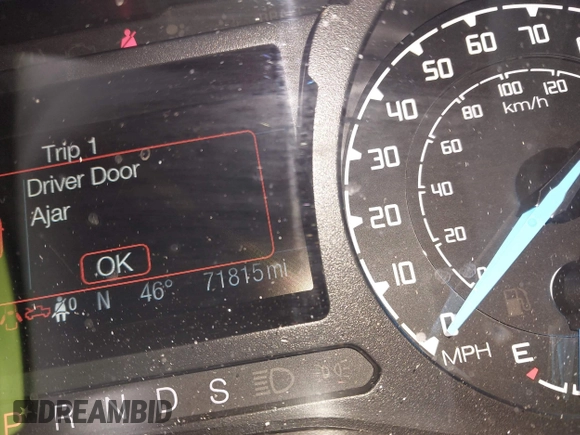 Trip 1
Driver Door
Ajar
OK
N 46° 71815mi
P R N D S
0 10 20 30 40 50 60 70
20 40 60 80 100 120
km/h
MPH
E
DREAMBID